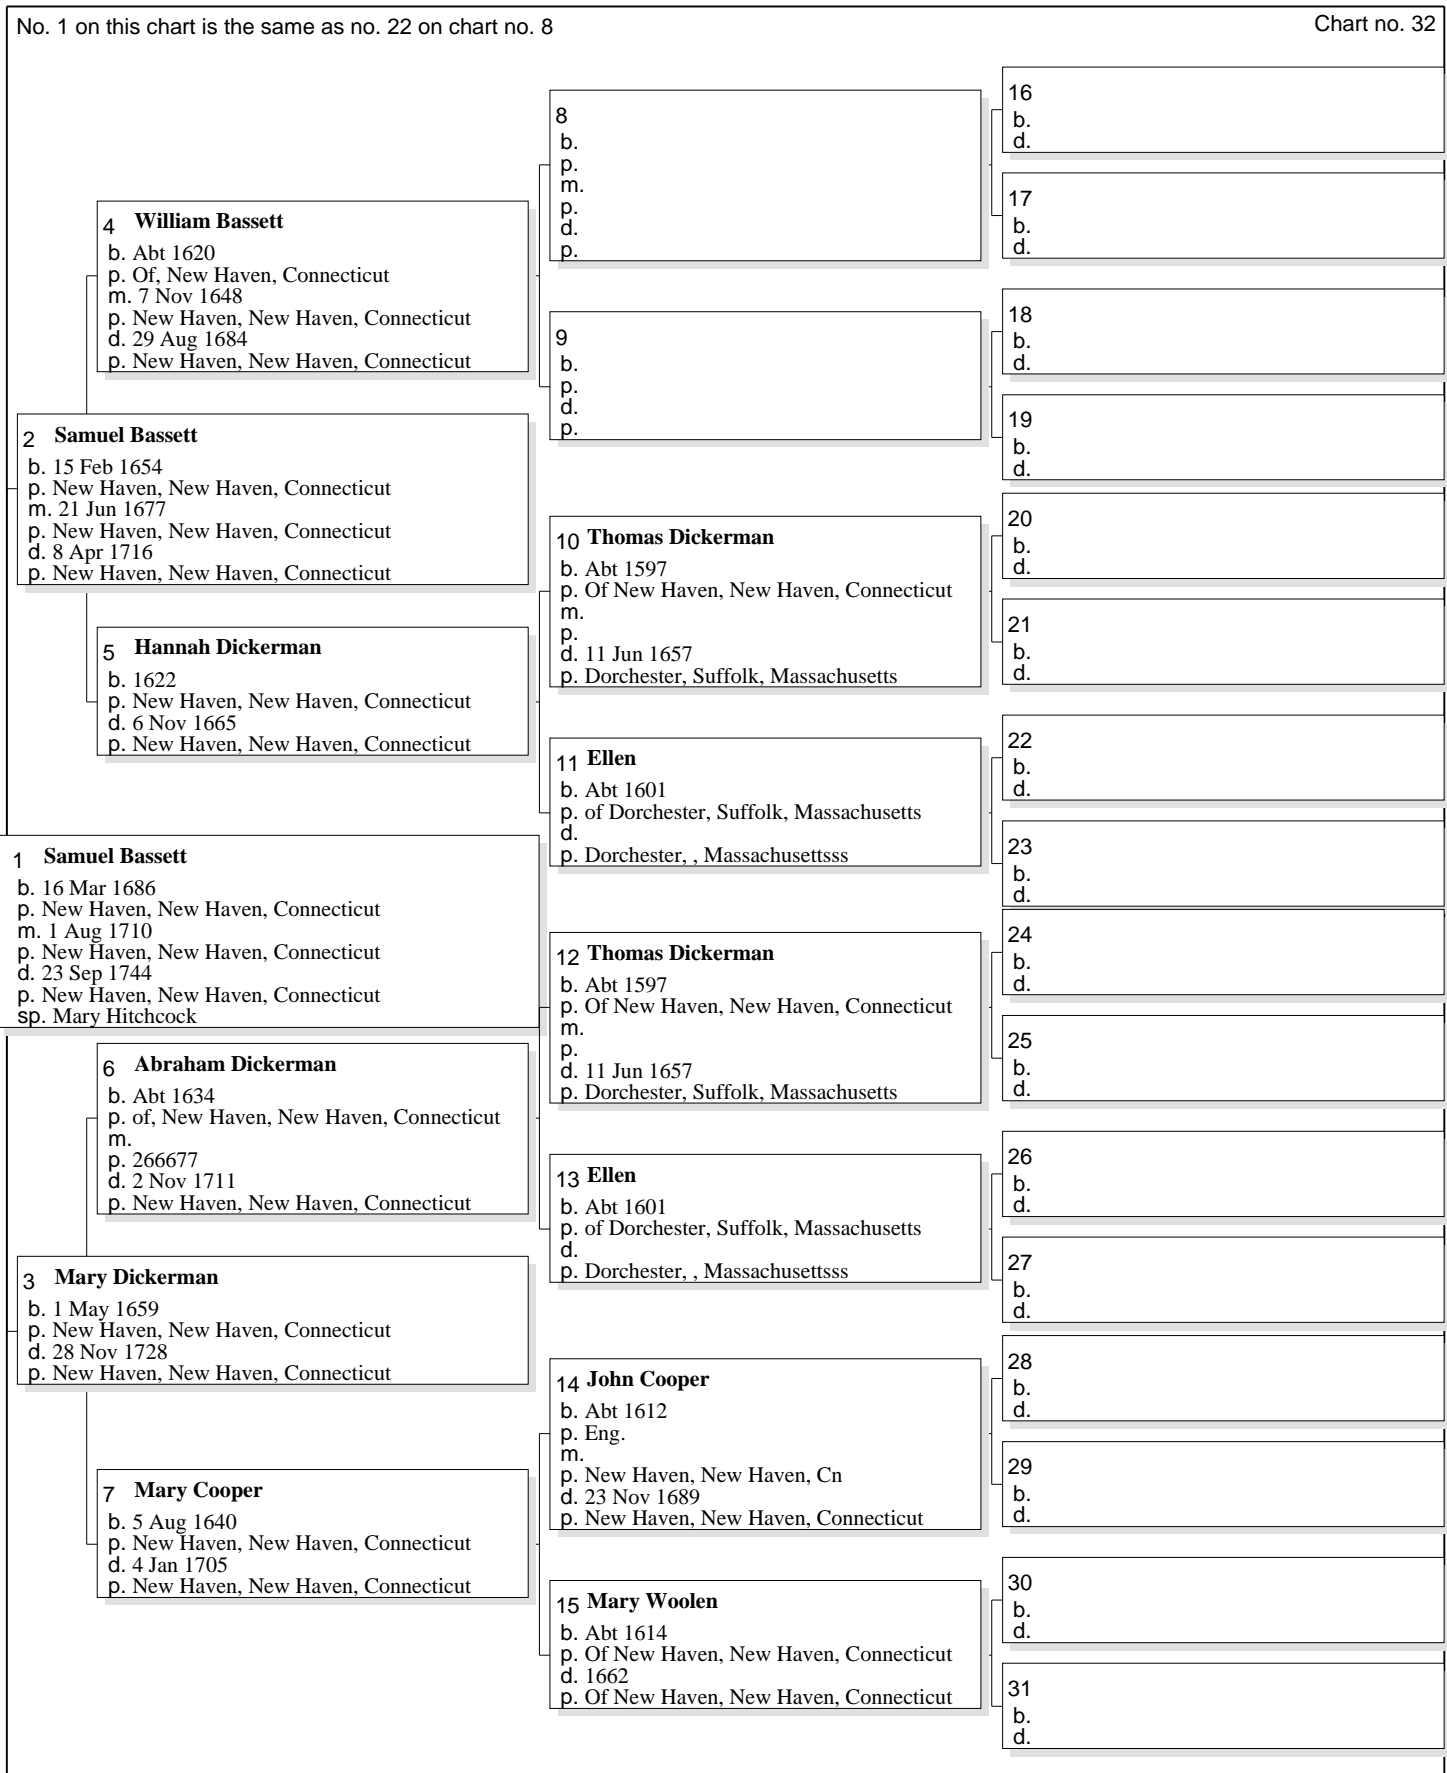 No. 1 on this chart is the same as no. 22 on chart no. 8
Chart no. 32
4 William Bassett
b. Abt 1620
p. Of, New Haven, Connecticut
m. 7 Nov 1648
p. New Haven, New Haven, Connecticut
d. 29 Aug 1684
p. New Haven, New Haven, Connecticut
2 Samuel Bassett
b. 15 Feb 1654
p. New Haven, New Haven, Connecticut
m. 21 Jun 1677
p. New Haven, New Haven, Connecticut
d. 8 Apr 1716
p. New Haven, New Haven, Connecticut
5 Hannah Dickerman
b. 1622
p. New Haven, New Haven, Connecticut
d. 6 Nov 1665
p. New Haven, New Haven, Connecticut
1 Samuel Bassett
b. 16 Mar 1686
p. New Haven, New Haven, Connecticut
m. 1 Aug 1710
p. New Haven, New Haven, Connecticut
d. 23 Sep 1744
p. New Haven, New Haven, Connecticut
sp. Mary Hitchcock
6 Abraham Dickerman
b. Abt 1634
p. of, New Haven, New Haven, Connecticut
m.
p. 266677
d. 2 Nov 1711
p. New Haven, New Haven, Connecticut
3 Mary Dickerman
b. 1 May 1659
p. New Haven, New Haven, Connecticut
d. 28 Nov 1728
p. New Haven, New Haven, Connecticut
7 Mary Cooper
b. 5 Aug 1640
p. New Haven, New Haven, Connecticut
d. 4 Jan 1705
p. New Haven, New Haven, Connecticut
8
b.
p.
m.
p.
d.
p.
9
b.
p.
d.
p.
10 Thomas Dickerman
b. Abt 1597
p. Of New Haven, New Haven, Connecticut
m.
p.
d. 11 Jun 1657
p. Dorchester, Suffolk, Massachusetts
11 Ellen
b. Abt 1601
p. of Dorchester, Suffolk, Massachusetts
d.
p. Dorchester, , Massachusettsss
12 Thomas Dickerman
b. Abt 1597
p. Of New Haven, New Haven, Connecticut
m.
p.
d. 11 Jun 1657
p. Dorchester, Suffolk, Massachusetts
13 Ellen
b. Abt 1601
p. of Dorchester, Suffolk, Massachusetts
d.
p. Dorchester, , Massachusettsss
14 John Cooper
b. Abt 1612
p. Eng.
m.
p. New Haven, New Haven, Cn
d. 23 Nov 1689
p. New Haven, New Haven, Connecticut
15 Mary Woolen
b. Abt 1614
p. Of New Haven, New Haven, Connecticut
d. 1662
p. Of New Haven, New Haven, Connecticut
16
b.
d.
17
b.
d.
18
b.
d.
19
b.
d.
20
b.
d.
21
b.
d.
22
b.
d.
23
b.
d.
24
b.
d.
25
b.
d.
26
b.
d.
27
b.
d.
28
b.
d.
29
b.
d.
30
b.
d.
31
b.
d.